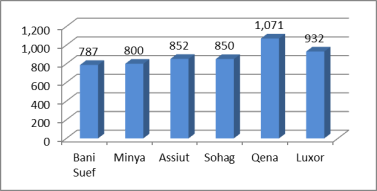 1,200
1,000
800
600
400
200
0
787
800
852
850
1,071
932
Bani
Suef
Minya
Assiut
Sohag
Qena
Luxor